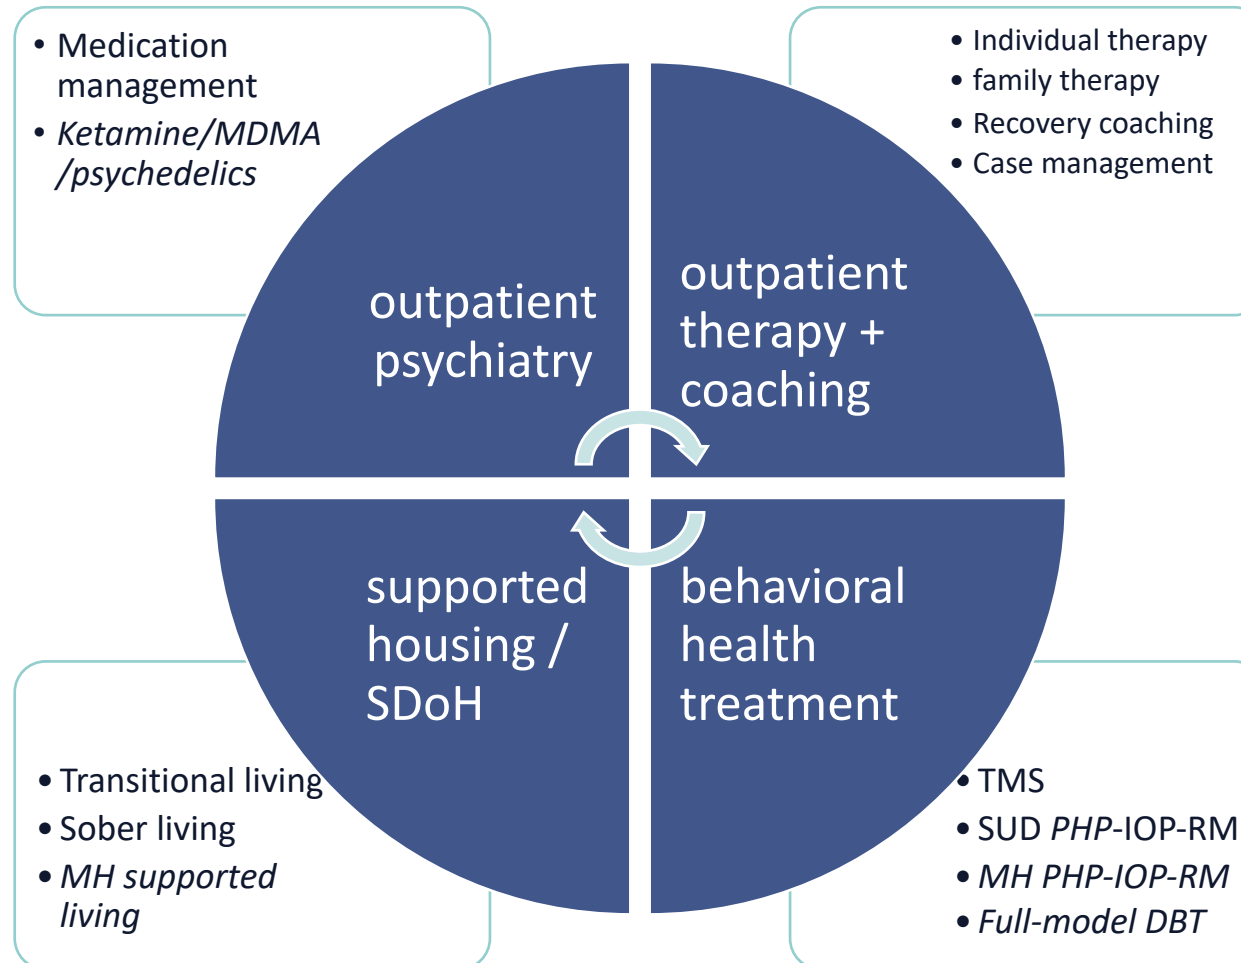 • Medication
management
• Ketamine/MDMA
/psychedelics
• Individual therapy
• family therapy
• Recovery coaching
• Case management
outpatient
psychiatry
outpatient
therapy +
coaching
supported
housing /
SDoH
behavioral
health
treatment
• Transitional living
• Sober living
• MH supported
living
• TMS
• SUD PHP-IOP-RM
• MH PHP-IOP-RM
• Full-model DBT